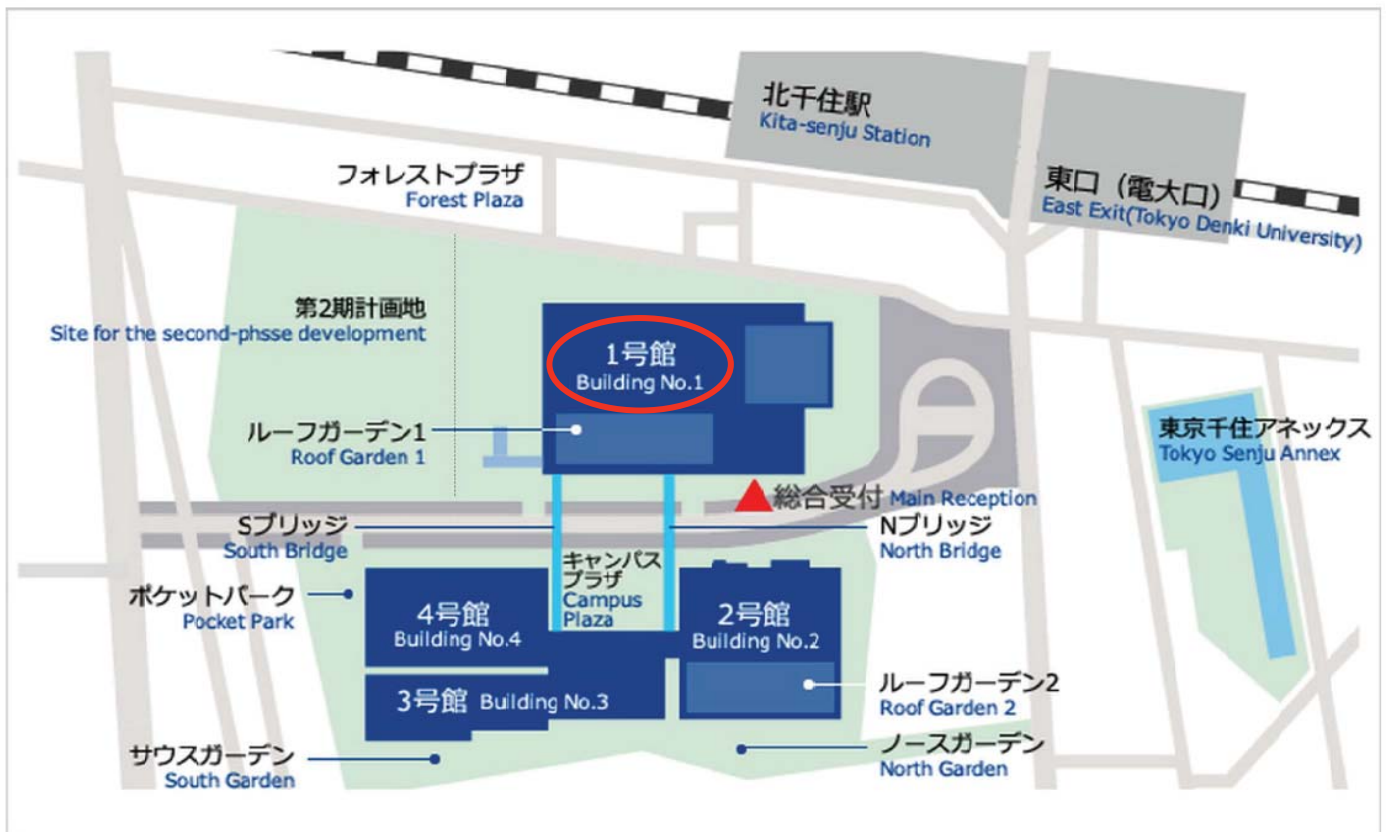 北千住駅
Kita-senju Station
東口（電大口）
East Exit(Tokyo Denki University)
フォレストプラザ
Forest Plaza
第2期計画地
Site for the second-phsse development
1号館
Building No.1
ルーフガーデン1
Roof Garden 1
東京千住アネックス
Tokyo Senju Annex
総合受付 Main Reception
Sブリッジ
South Bridge
Nブリッジ
North Bridge
キャンパス
プラザ
Campus
Plaza
ポケットパーク
Pocket Park
4号館
Building No.4
2号館
Building No.2
3号館 Building No.3
ルーフガーデン2
Roof Garden 2
サウスガーデン
South Garden
ノースガーデン
North Garden